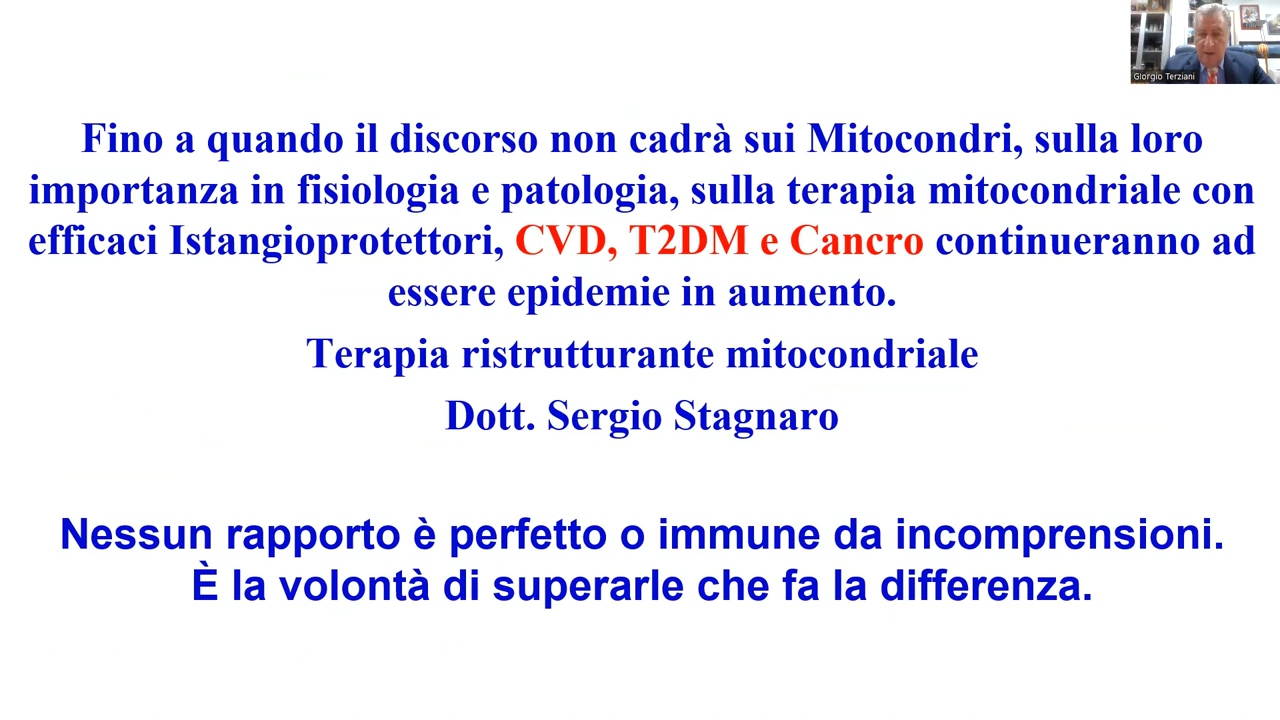 Giorgio Terziani
Fino a quando il discorso non cadrà sui Mitocondri, sulla loro
importanza in fisiologia e patologia, sulla terapia mitocondriale con
efficaci Istangioprotettori, CVD, T2DM e Cancro continueranno ad
essere epidemie in aumento.
Terapia ristrutturante mitocondriale
Dott. Sergio Stagnaro
Nessun rapporto è perfetto o immune da incomprensioni.
È la volontà di superarle che fa la differenza.